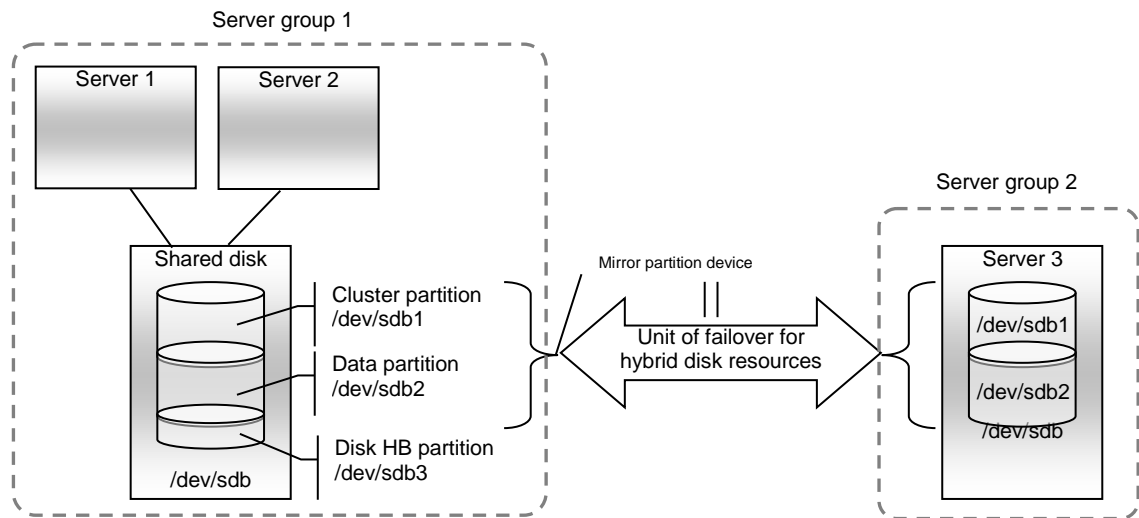 Server group 1
Server 1
Server 2
Server group 2
Shared disk
Cluster partition
/dev/sdb1
Data partition
/dev/sdb2
Disk HB partition
/dev/sdb3
/dev/sdb
Mirror partition device
Unit of failover for
hybrid disk resources
Server 3
/dev/sdb1
/dev/sdb2
/dev/sdb